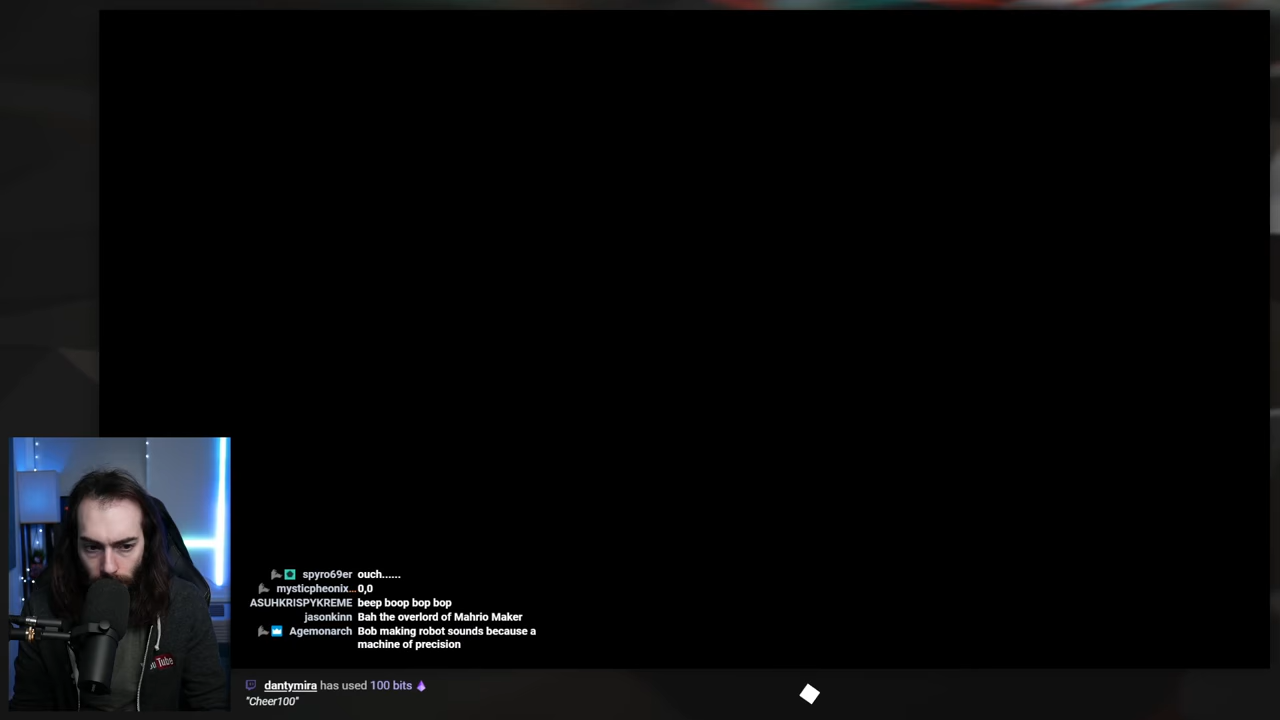 spyro69er ouch......
mysticpheonix... 0,0
ASUHKRISPYKREME beep boop bop bop
jasonkinn Bah the overlord of Mahrio Maker
Agemonarch Bob making robot sounds because a
machine of precision
dantymira has used 100 bits
"Cheer100"